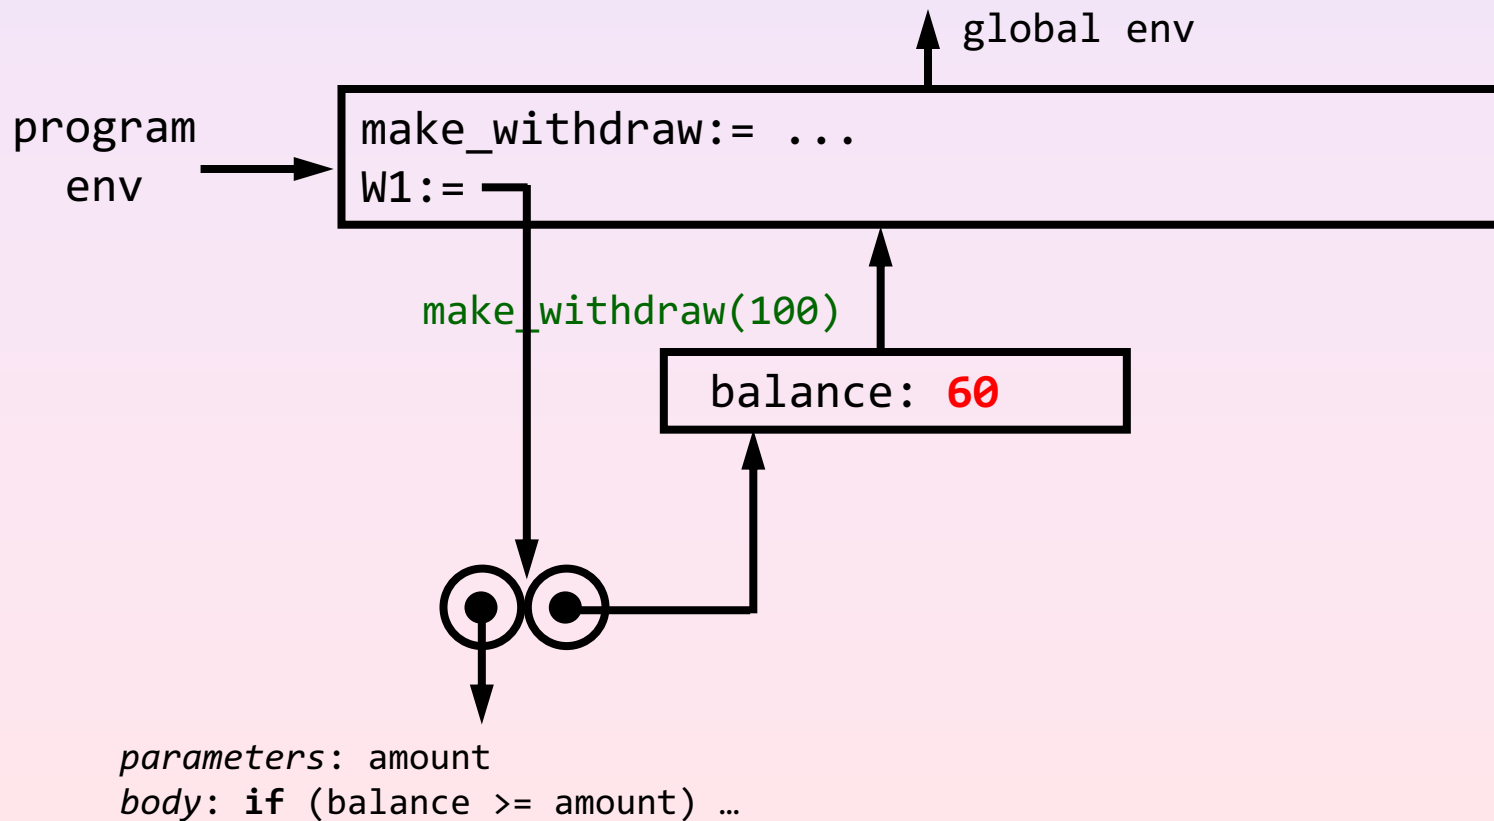 global env
program
env
make_withdraw:= ...
W1:=
make_withdraw(100)
balance: 60
parameters: amount
body: if (balance >= amount) …